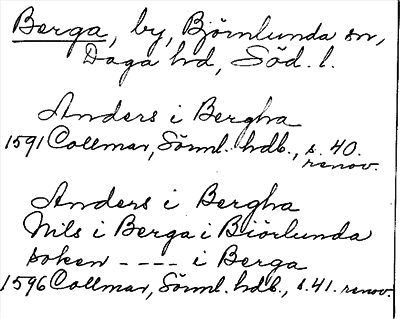 Berga, by, Björnlunda sn,
Daga hd, Söd. l.
Anders i Bergha
1591 Collmar, Sörml. hdb., s. 40.
renov.
Anders i Bergha
Nils i Berga i Biörlunda
soken ---- i Berga
1596 Collmar, Sörml. hdb., s. 41. renov.